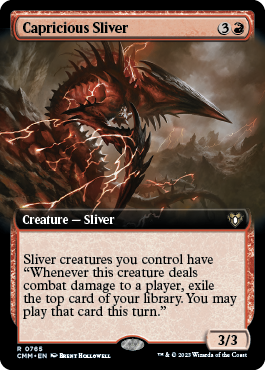 Capricious Sliver 3
Creature — Sliver
Sliver creatures you control have
“Whenever this creature deals
combat damage to a player, exile
the top card of your library. You may
play that card this turn.”
3/3
R 0765
CMM • EN Brent Hollowell ™ & © 2023 Wizards of the Coast